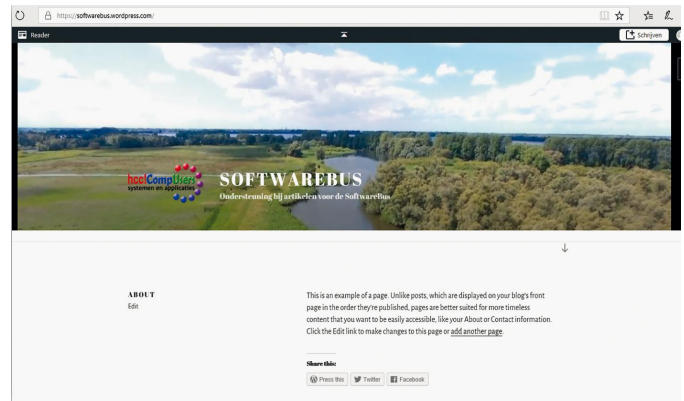 https://softwarebus.wordpress.com/
Reader
Schrijven
hcc!CompUsers
systemen en applicaties
SOFTWAREBUS
Ondersteuning bij artikelen voor de SoftwareBus
ABOUT
Edit
This is an example of a page. Unlike posts, which are displayed on your blog's front
page in the order they're published, pages are better suited for more timeless
content that you want to be easily accessible, like your About or Contact information.
Click the Edit link to make changes to this page or add another page.
Share this:
Press this
Twitter
Facebook